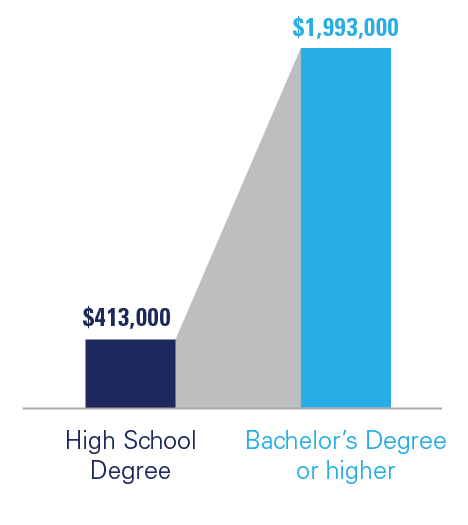 $1,993,000
$413,000
High School
Degree
Bachelor's Degree
or higher